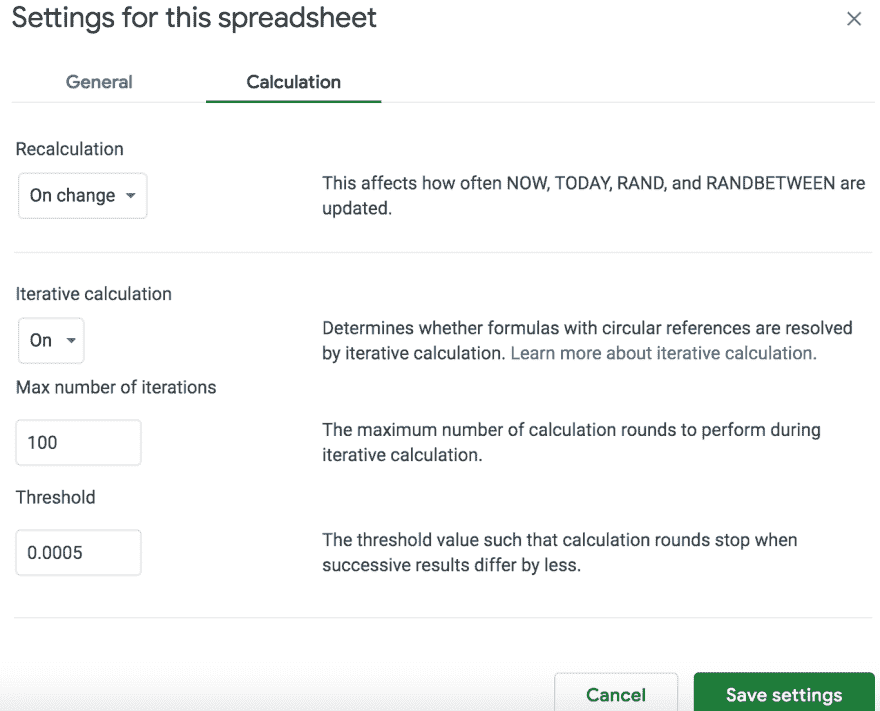 Settings for this spreadsheet
General
Calculation
Recalculation
On change
This affects how often NOW, TODAY, RAND, and RANDBETWEEN are
updated.
Iterative calculation
On
Determines whether formulas with circular references are resolved
by iterative calculation. Learn more about iterative calculation.
Max number of iterations
100
The maximum number of calculation rounds to perform during
iterative calculation.
Threshold
0.0005
The threshold value such that calculation rounds stop when
successive results differ by less.
Cancel
Save settings